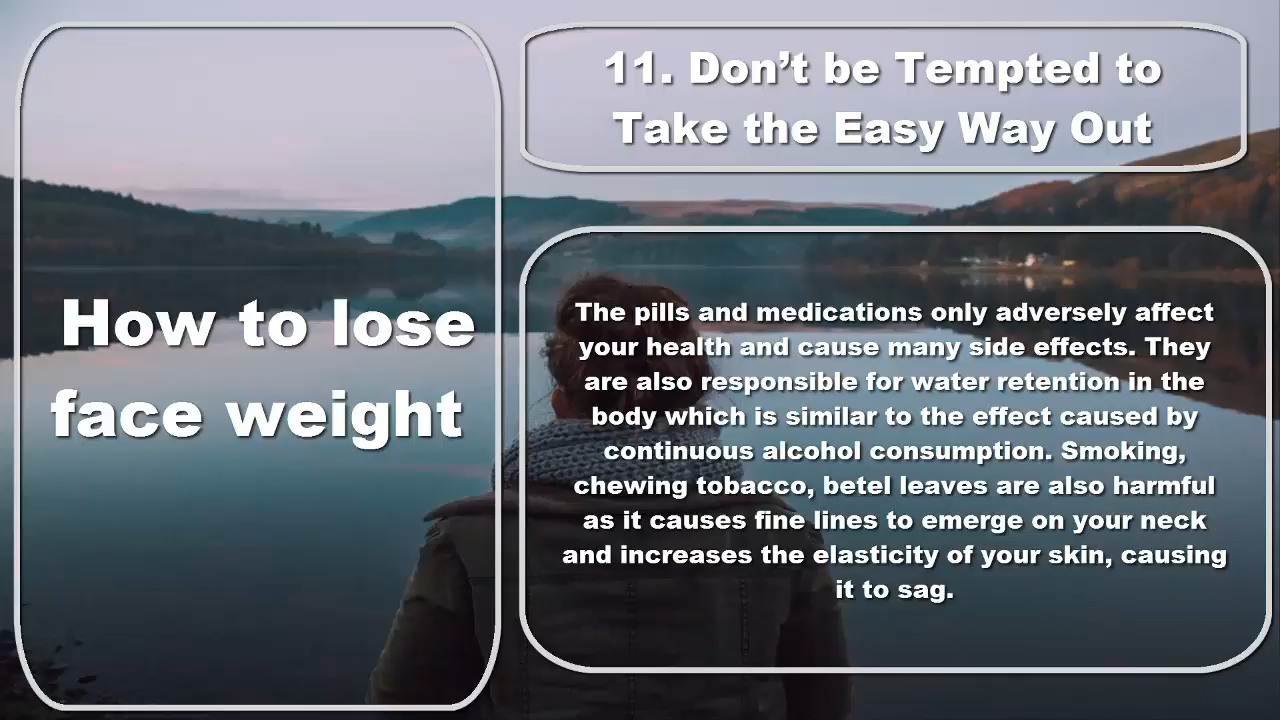 How to lose
face weight
11. Don’t be Tempted to
Take the Easy Way Out
The pills and medications only adversely affect
your health and cause many side effects. They
are also responsible for water retention in the
body which is similar to the effect caused by
continuous alcohol consumption. Smoking,
chewing tobacco, betel leaves are also harmful
as it causes fine lines to emerge on your neck
and increases the elasticity of your skin, causing
it to sag.